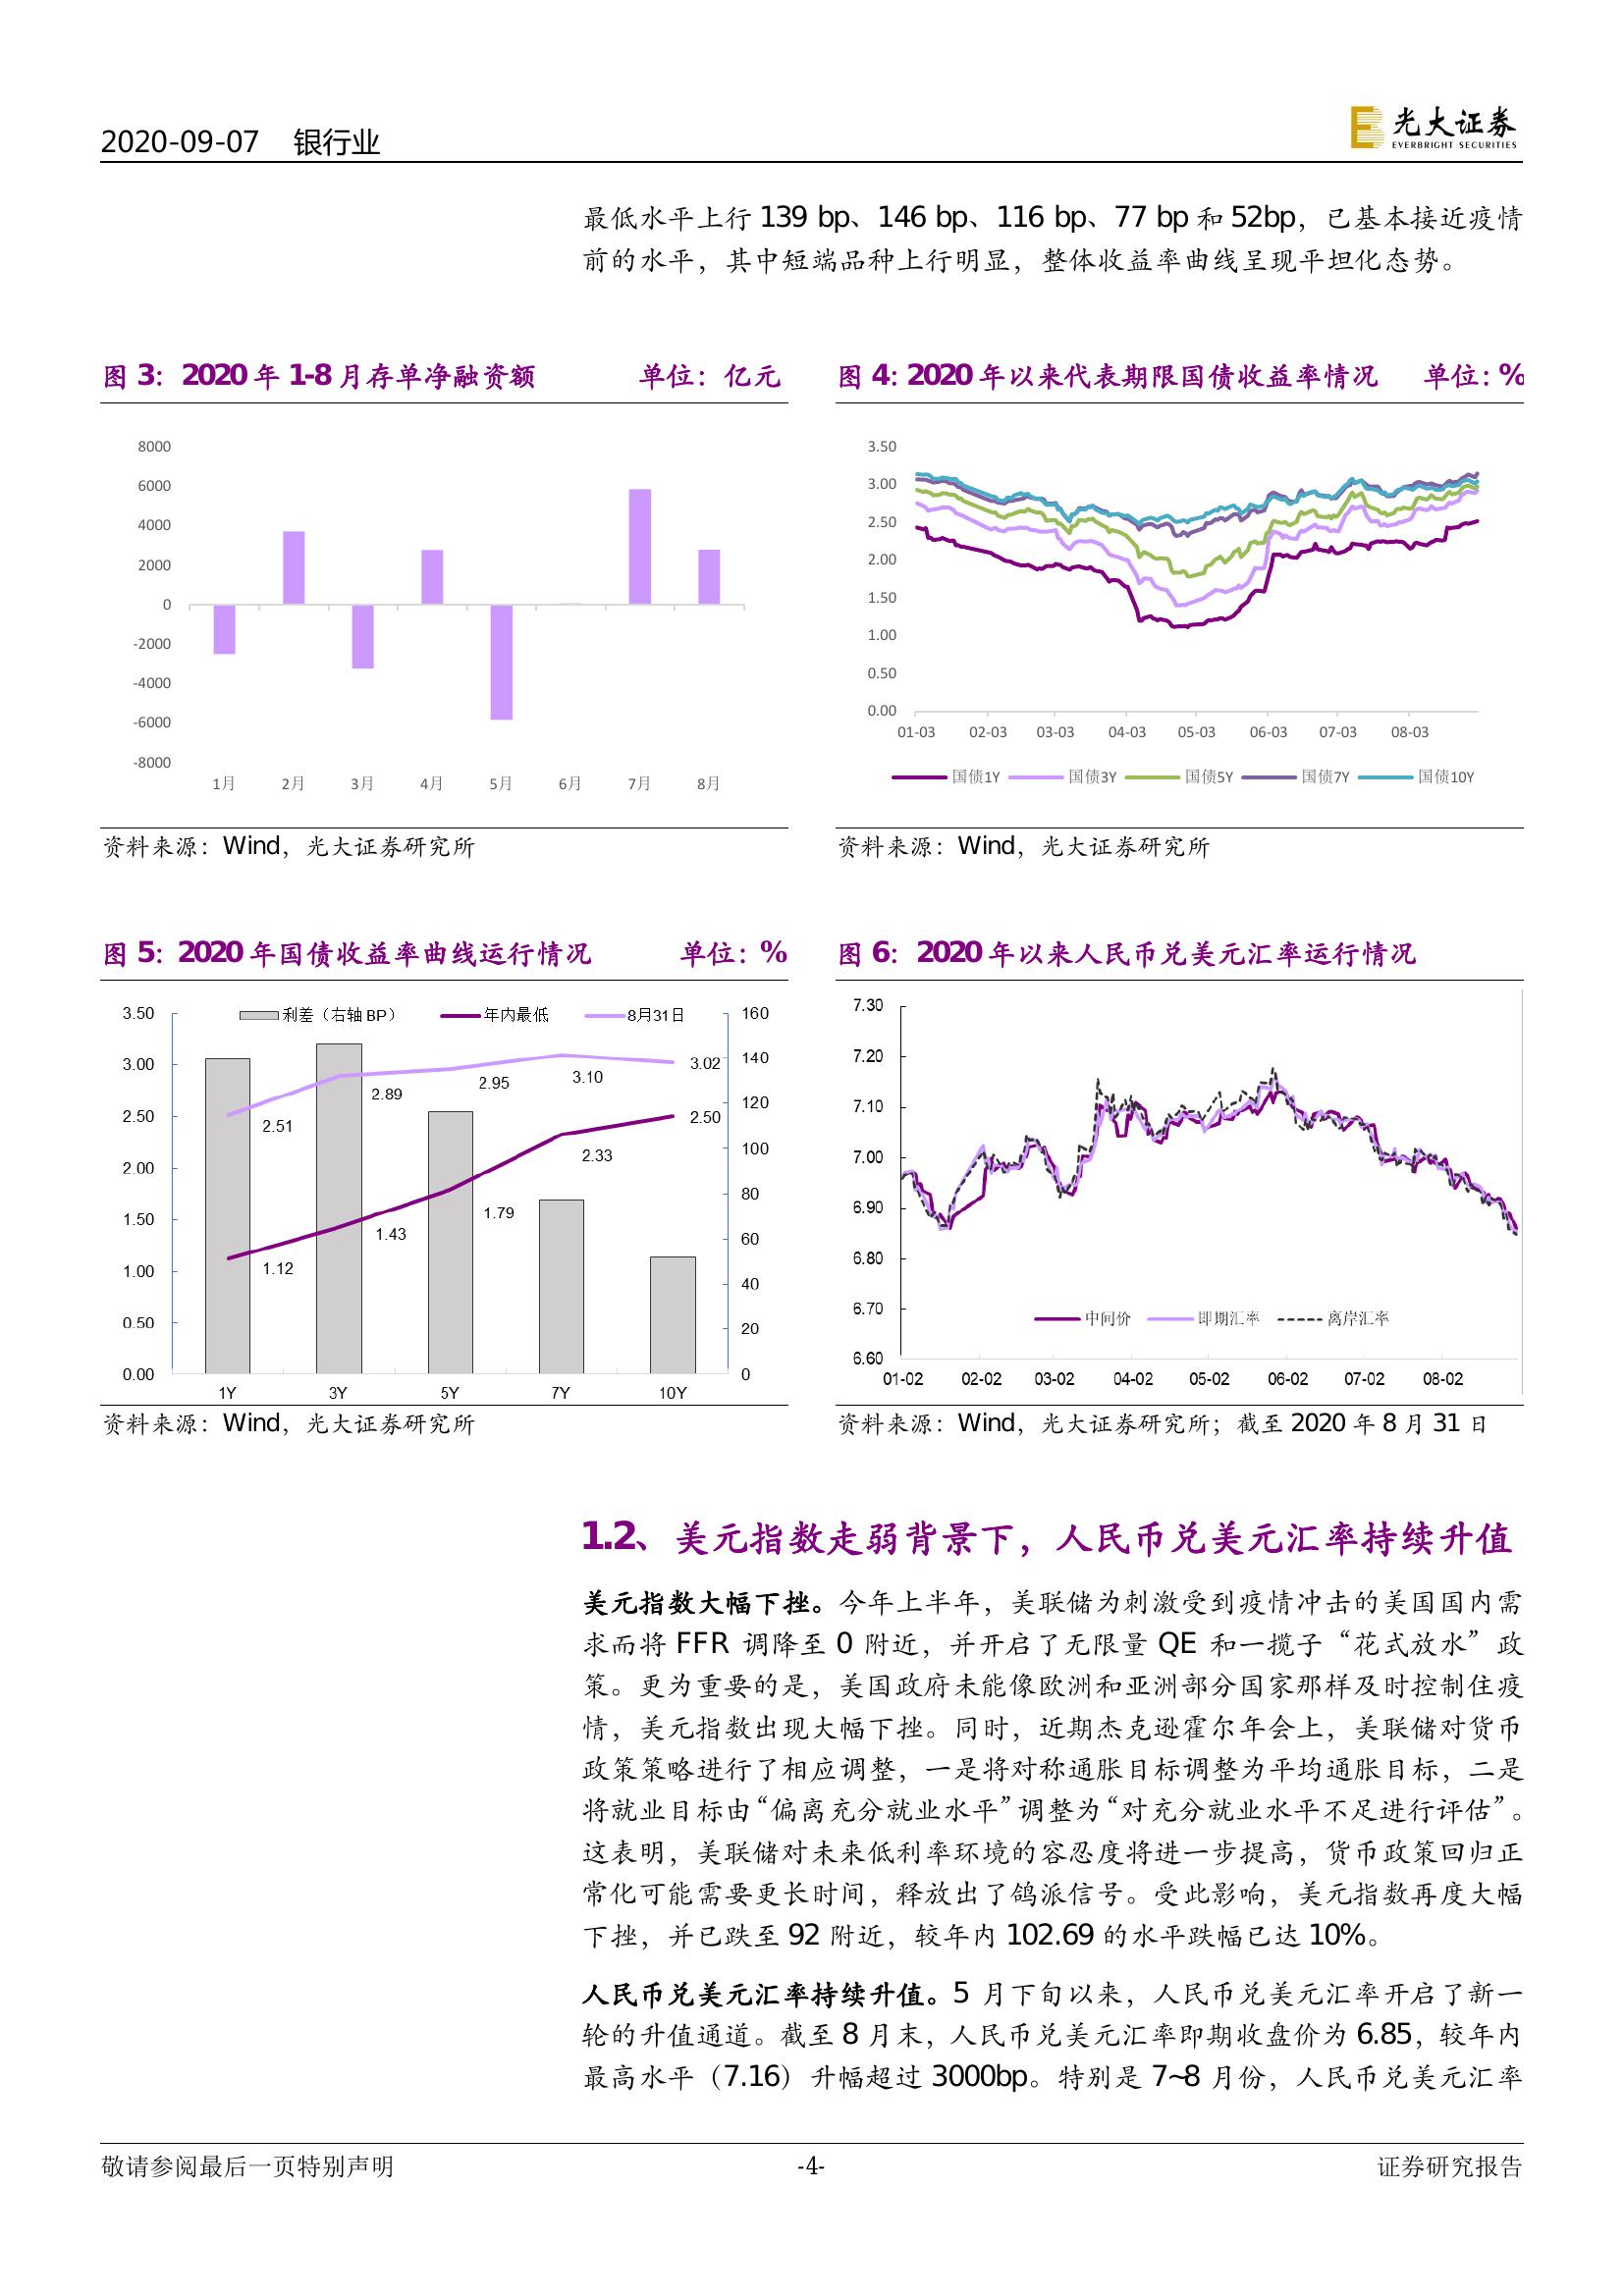 2020-09-07 银行业
光大证券
EVERBRIGHT SECURITIES
最低水平上行 139 bp、146 bp、116 bp、77 bp 和 52bp，已基本接近疫情
前的水平，其中短端品种上行明显，整体收益率曲线呈现平坦化态势。
图 3：2020 年 1-8 月存单净融资额 单位：亿元
8000
6000
4000
2000
0
-2000
-4000
-6000
-8000
1月 2月 3月 4月 5月 6月 7月 8月
资料来源：Wind，光大证券研究所
图 4：2020 年以来代表期限国债收益率情况 单位：%
3.50
3.00
2.50
2.00
1.50
1.00
0.50
0.00
01-03 02-03 03-03 04-03 05-03 06-03 07-03 08-03
国债1Y 国债3Y 国债5Y 国债7Y 国债10Y
资料来源：Wind，光大证券研究所
图 5：2020 年国债收益率曲线运行情况 单位：%
利差（右轴 BP） 年内最低 8月31日
3.50
3.00
2.50
2.00
1.50
1.00
0.50
0.00
2.51
2.89
2.95
3.10
3.02
1.12
1.43
1.79
2.33
2.50
160
140
120
100
80
60
40
20
0
1Y 3Y 5Y 7Y 10Y
资料来源：Wind，光大证券研究所
图 6：2020 年以来人民币兑美元汇率运行情况
7.30
7.20
7.10
7.00
6.90
6.80
6.70
6.60
中间价 即期汇率 离岸汇率
01-02 02-02 03-02 04-02 05-02 06-02 07-02 08-02
资料来源：Wind，光大证券研究所；截至 2020 年 8 月 31 日
1.2、美元指数走弱背景下，人民币兑美元汇率持续升值
美元指数大幅下挫。今年上半年，美联储为刺激受到疫情冲击的美国国内需
求而将 FFR 调降至 0 附近，并开启了无限量 QE 和一揽子“花式放水”政
策。更为重要的是，美国政府未能像欧洲和亚洲部分国家那样及时控制住疫
情，美元指数出现大幅下挫。同时，近期杰克逊霍尔年会上，美联储对货币
政策策略进行了相应调整，一是将对称通胀目标调整为平均通胀目标，二是
将就业目标由“偏离充分就业水平”调整为“对充分就业水平不足进行评估”。
这表明，美联储对未来低利率环境的容忍度将进一步提高，货币政策回归正
常化可能需要更长时间，释放出了鸽派信号。受此影响，美元指数再度大幅
下挫，并已跌至 92 附近，较年内 102.69 的水平跌幅已达 10%。
人民币兑美元汇率持续升值。5 月下旬以来，人民币兑美元汇率开启了新一
轮的升值通道。截至 8 月末，人民币兑美元汇率即期收盘价为 6.85，较年内
最高水平（7.16）升幅超过 3000bp。特别是 7~8 月份，人民币兑美元汇率
敬请参阅最后一页特别声明 -4- 证券研究报告